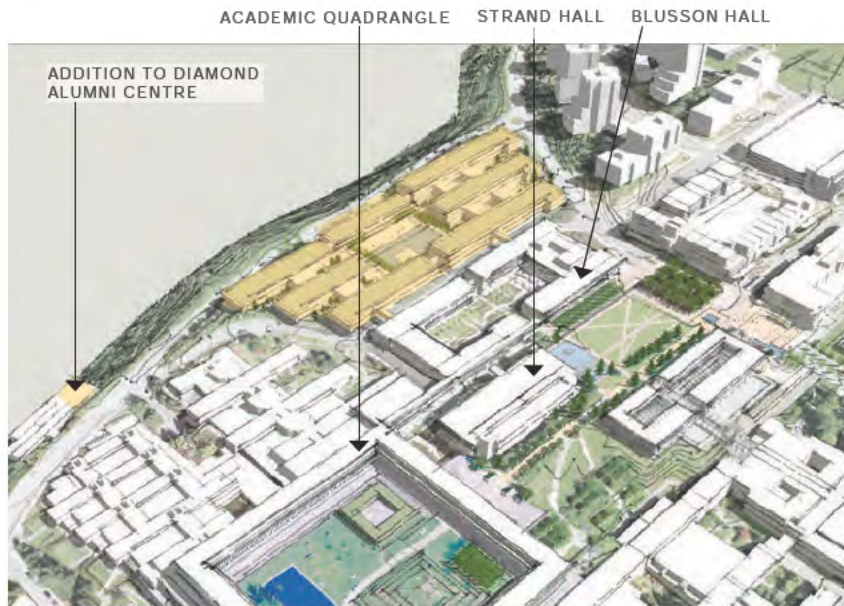 ACADEMIC QUADRANGLE
STRAND HALL
BLUSSON HALL
ADDITION TO DIAMOND
ALUMNI CENTRE